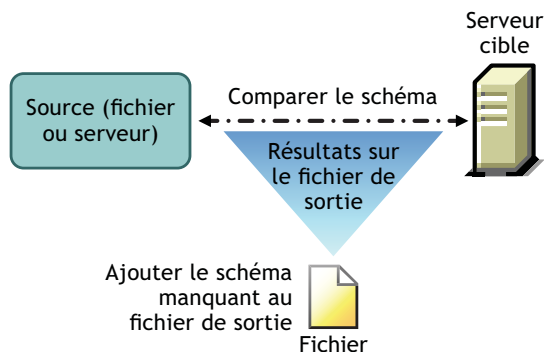 Serveur
cible
Source (fichier
ou serveur)
Comparer le schéma
Résultats sur
le fichier de
sortie
Ajouter le schéma
manquant au
fichier de sortie
Fichier